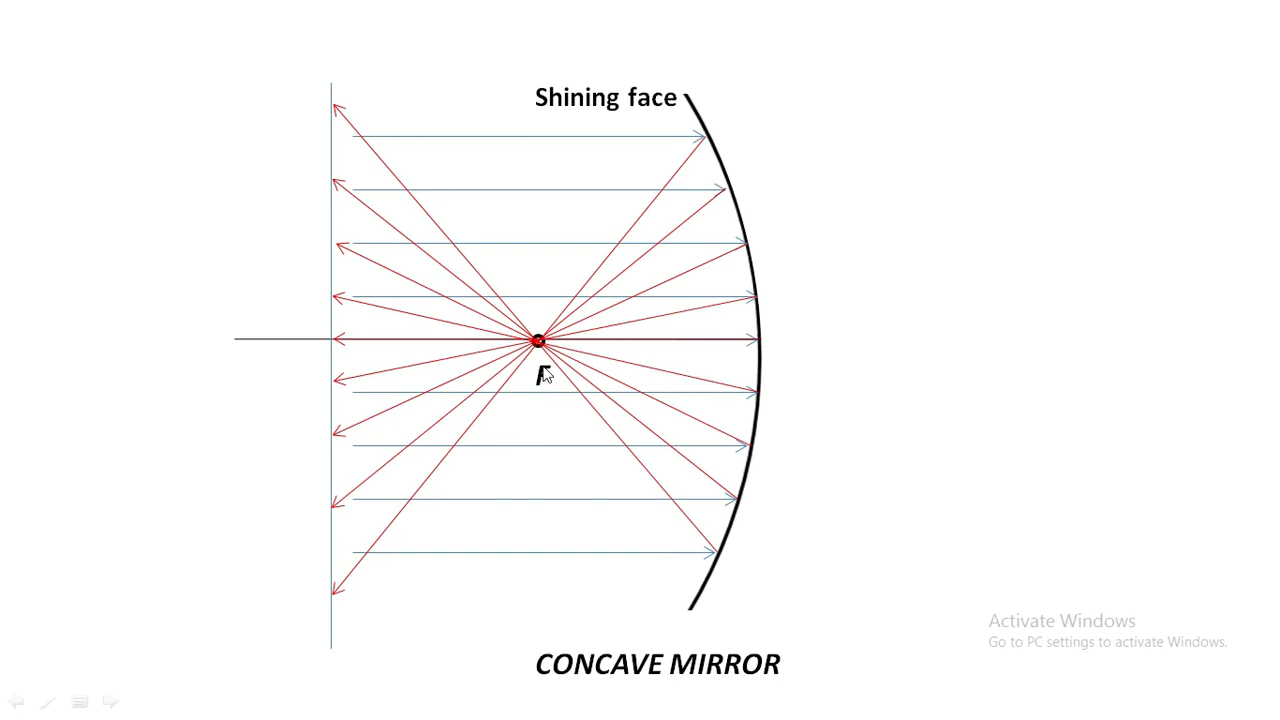 Shining face
F
CONCAVE MIRROR
Activate Windows
Go to PC settings to activate Windows.